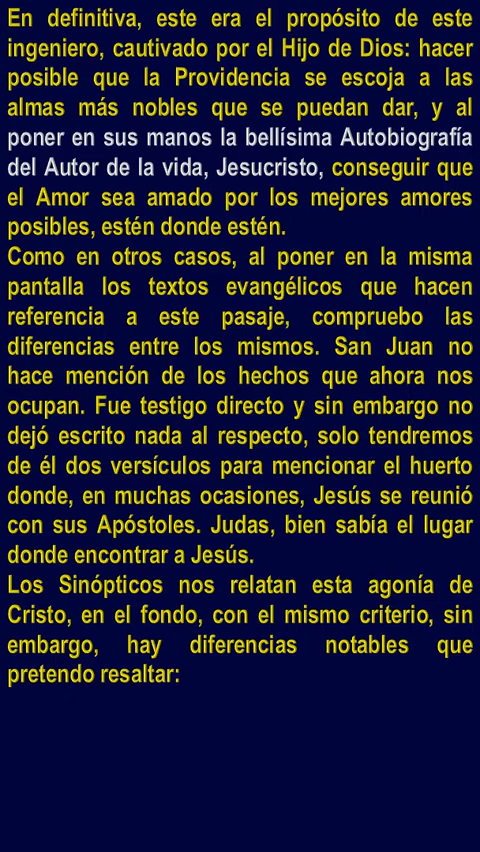 En definitiva, este era el propósito de este
ingeniero, cautivado por el Hijo de Dios: hacer
posible que la Providencia se escoja a las
almas más nobles que se puedan dar, y al
poner en sus manos la bellísima Autobiografía
del Autor de la vida, Jesucristo, conseguir que
el Amor sea amado por los mejores amores
posibles, estén donde estén.
Como en otros casos, al poner en la misma
pantalla los textos evangélicos que hacen
referencia a este pasaje, compruebo las
diferencias entre los mismos. San Juan no
hace mención de los hechos que ahora nos
ocupan. Fue testigo directo y sin embargo no
dejó escrito nada al respecto, solo tendremos
de él dos versículos para mencionar el huerto
donde, en muchas ocasiones, Jesús se reunió
con sus Apóstoles. Judas, bien sabía el lugar
donde encontrar a Jesús.
Los Sinópticos nos relatan esta agonía de
Cristo, en el fondo, con el mismo criterio, sin
embargo, hay diferencias notables que
pretendo resaltar: